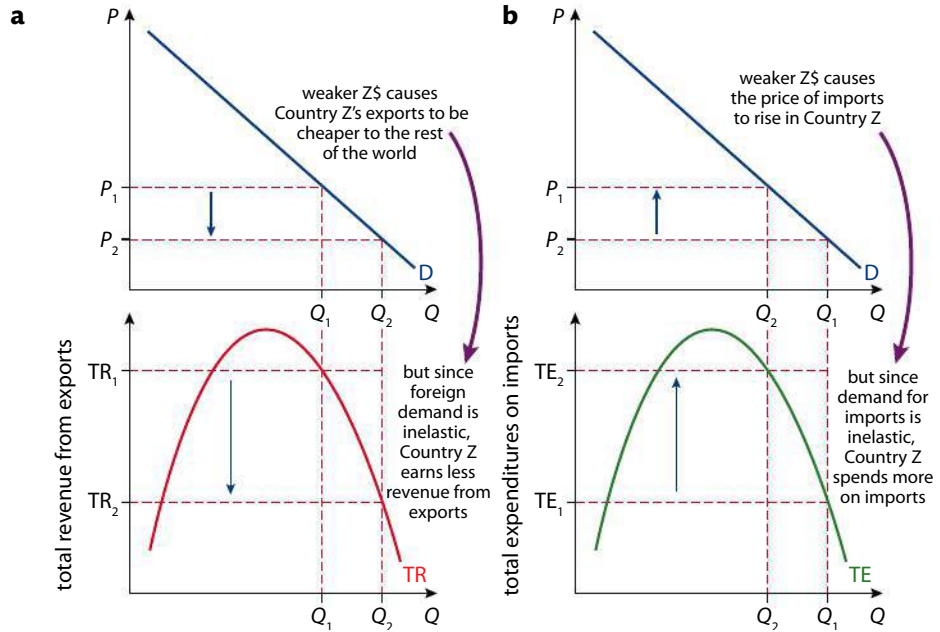 a
P
weaker Z$ causes
Country Z's exports to be
cheaper to the rest
of the world
P1
P2
D
Q1
Q2
Q
total revenue from exports
TR1
TR2
but since
foreign
demand is
inelastic,
Country Z
earns less
revenue from
exports
TR
Q1
Q2
Q
b
P
weaker Z$ causes
the price of imports
to rise in Country Z
P1
P2
D
Q2
Q1
Q
total expenditures on imports
TE2
TE1
but since
demand for
imports is
inelastic,
Country Z
spends more
on imports
TE
Q2
Q1
Q